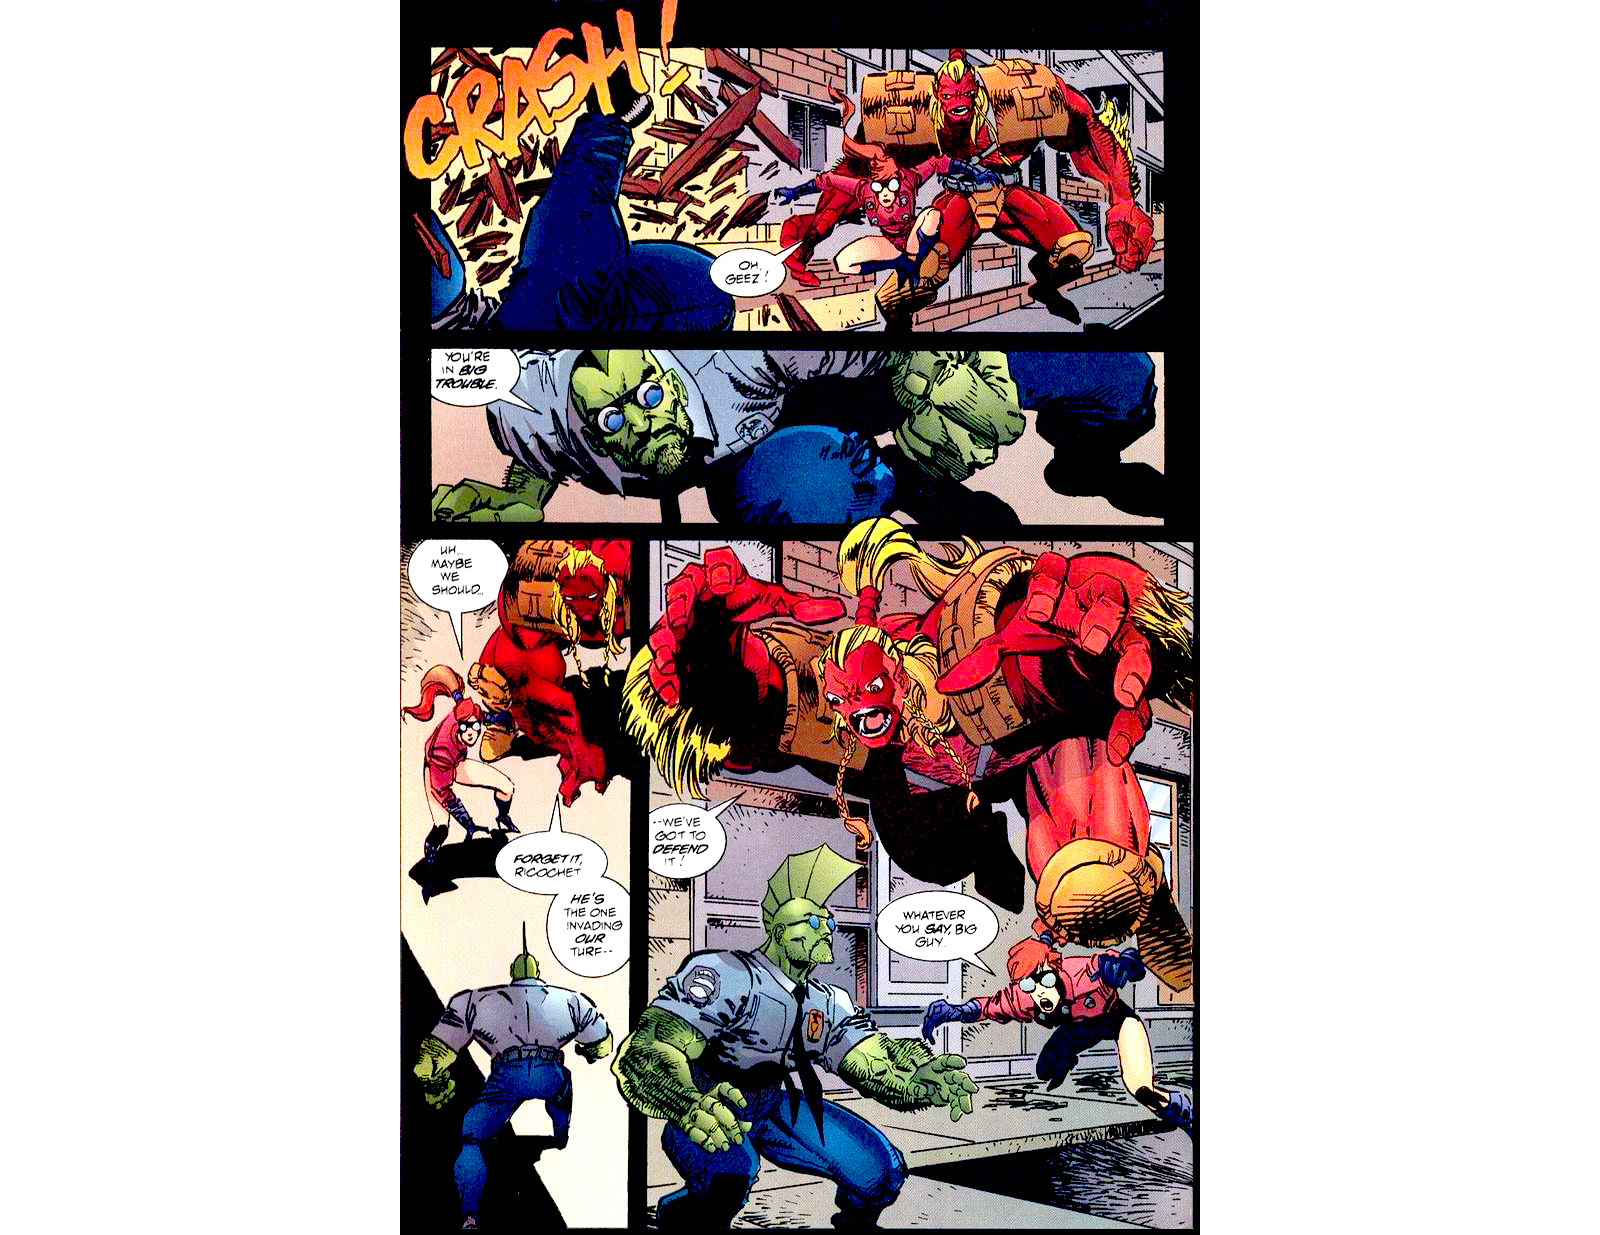 CRASH!
OH,
GEEZ!
YOU'RE
IN BIG
TROUBLE.
UH...
MAYBE
WE
SHOULD..
FORGET IT,
RICOCHET
HE'S
THE ONE
INVADING
OUR
TURF--
--WE'VE
GOT TO
DEFEND
IT!
WHATEVER
YOU SAY, BIG
GUY.